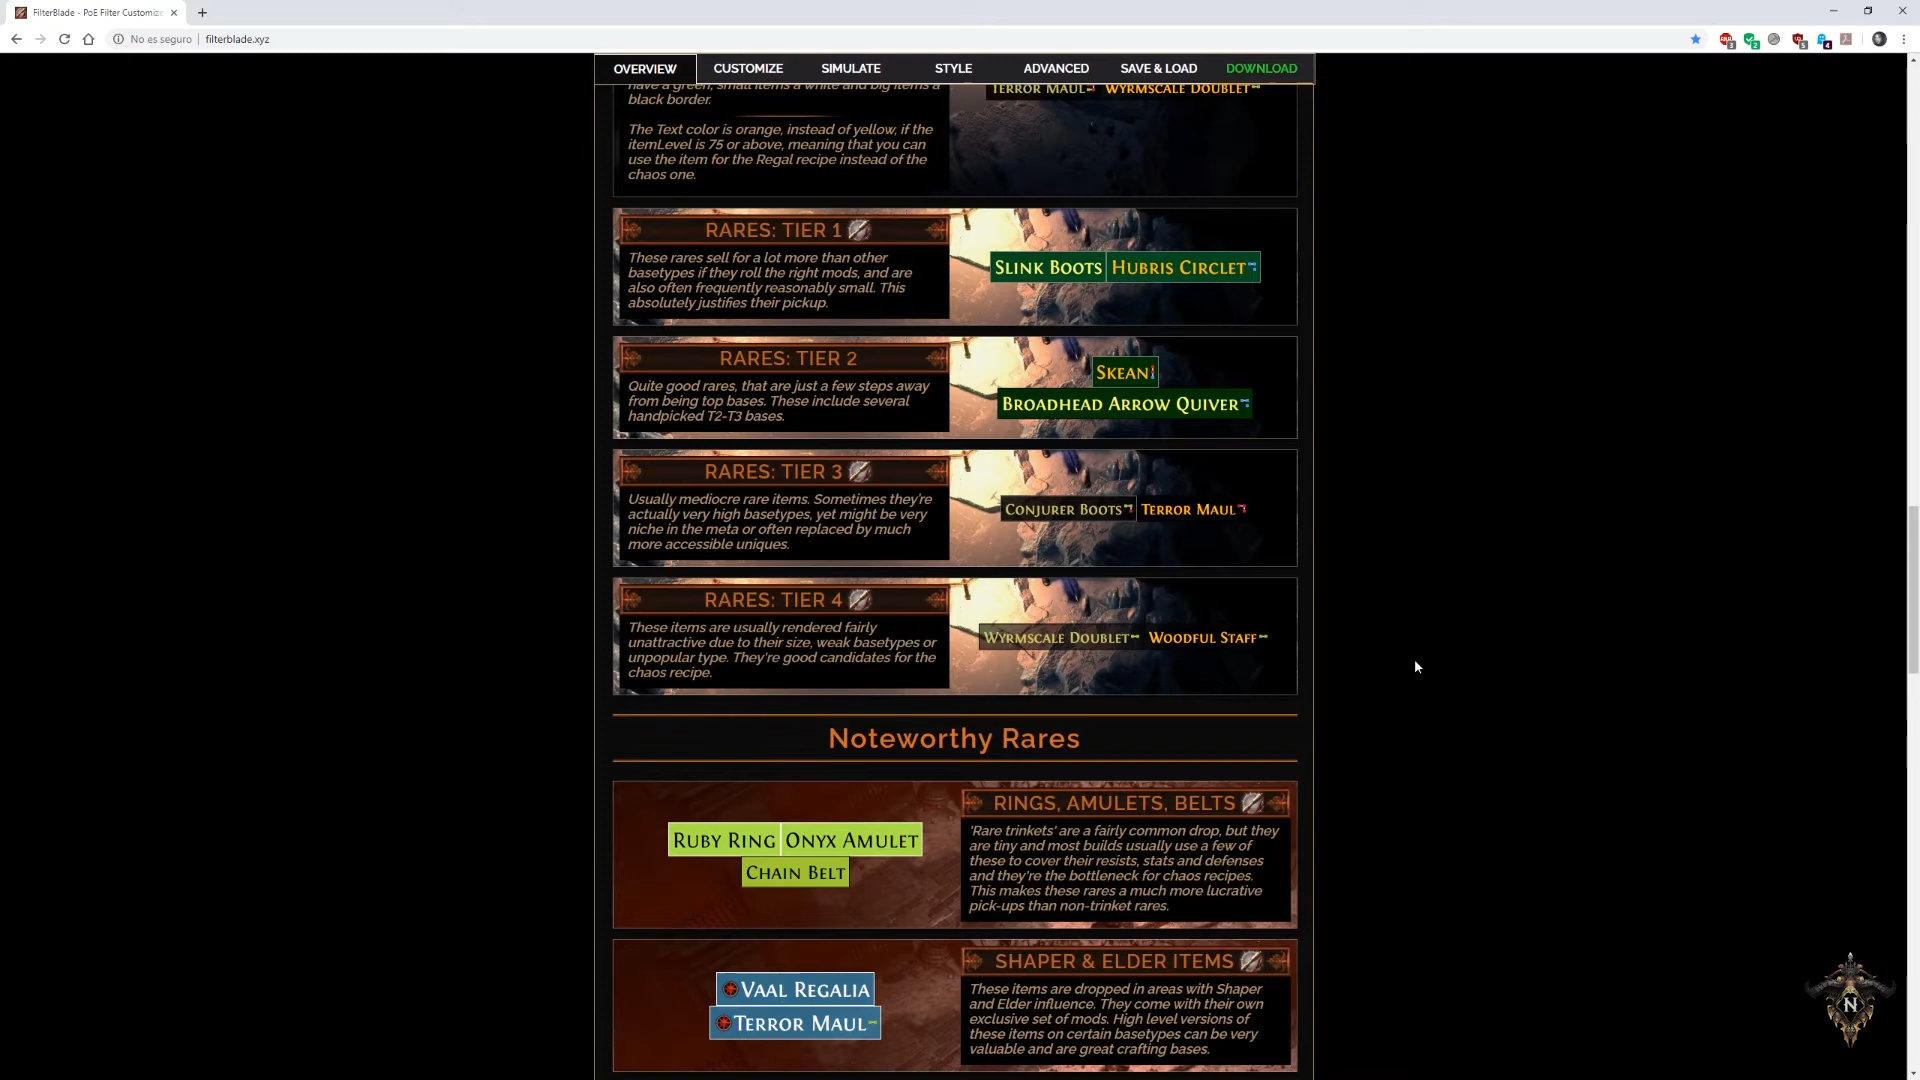 FilterBlade - PoE Filter Customiz
No es seguro | filterblade.xyz
OVERVIEW CUSTOMIZE SIMULATE STYLE ADVANCED SAVE & LOAD DOWNLOAD
have a green, small items a white and big items a
black border.
The Text color is orange, instead of yellow, if the
itemLevel is 75 or above, meaning that you can
use the item for the Regal recipe instead of the
chaos one.
TERROR MAUL WYRMSCALE DOUBLET
RARES: TIER 1
These rares sell for a lot more than other
basetypes if they roll the right mods, and are
also often frequently reasonably small. This
absolutely justifies their pickup.
SLINK BOOTS HUBRIS CIRCLET
RARES: TIER 2
Quite good rares, that are just a few steps away
from being top bases. These include several
handpicked T2-T3 bases.
SKEAN
BROADHEAD ARROW QUIVER
RARES: TIER 3
Usually mediocre rare items. Sometimes they're
actually very high basetypes, yet might be very
niche in the meta or often replaced by much
more accessible uniques.
CONJURER BOOTS TERROR MAUL
RARES: TIER 4
These items are usually rendered fairly
unattractive due to their size, weak basetypes or
unpopular type. They're good candidates for the
chaos recipe.
WYRMSCALE DOUBLET WOODFUL STAFF
Noteworthy Rares
RUBY RING ONYX AMULET
CHAIN BELT
RINGS, AMULETS, BELTS
'Rare trinkets' are a fairly common drop, but they
are tiny and most builds usually use a few of
these to cover their resists, stats and defenses
and they're the bottleneck for chaos recipes.
This makes these rares a much more lucrative
pick-ups than non-trinket rares.
VAAL REGALIA
TERROR MAUL
SHAPER & ELDER ITEMS
These items are dropped in areas with Shaper
and Elder influence. They come with their own
exclusive set of mods. High level versions of
these items on certain basetypes can be very
valuable and are great crafting bases.
N